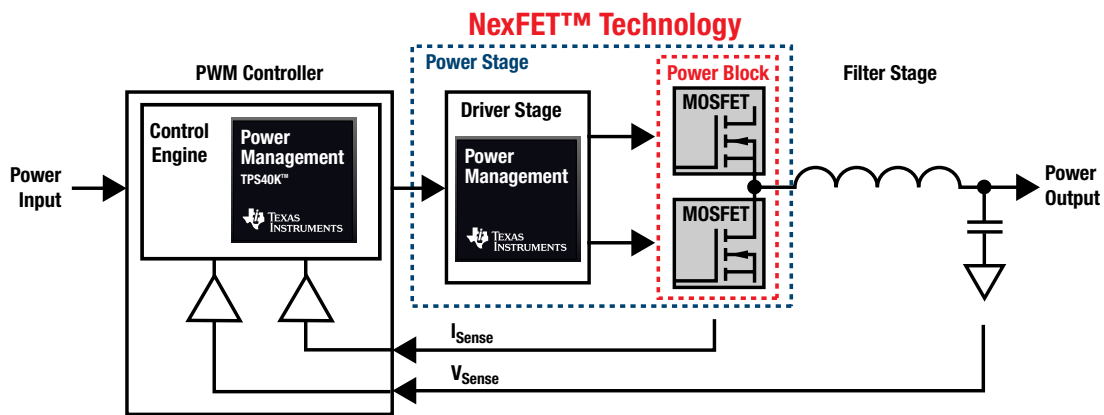 NexFET™ Technology
Power Stage
PWM Controller
Power Block
Filter Stage
MOSFET
Driver Stage
Control
Engine
Power
Management
TPS40K™
Texas
Instruments
Power
Management
Texas
Instruments
Power
Input
Power
Output
MOSFET
ISense
VSense